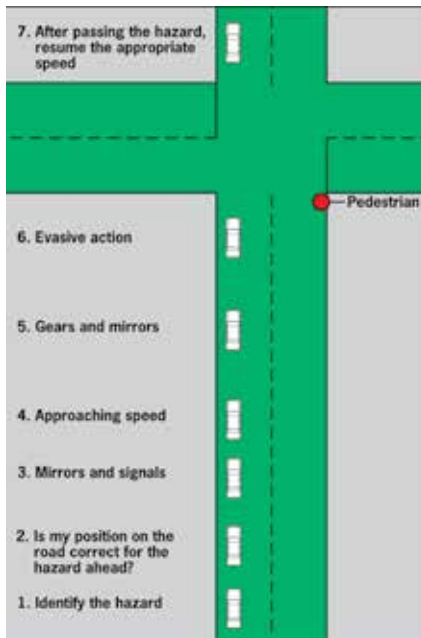 7. After passing the hazard,
resume the appropriate
speed
Pedestrian
6. Evasive action
5. Gears and mirrors
4. Approaching speed
3. Mirrors and signals
2. Is my position on the
road correct for the
hazard ahead?
1. Identify the hazard